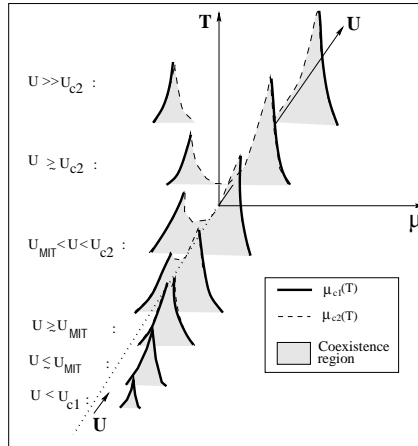 T
U
U >> U_c2 :
U ≳ U_c2 :
μ
U_MIT < U < U_c2 :
μ_c1(T)
μ_c2(T)
U ≳ U_MIT :
Coexistence
region
U ≲ U_MIT :
U < U_c1 :
U